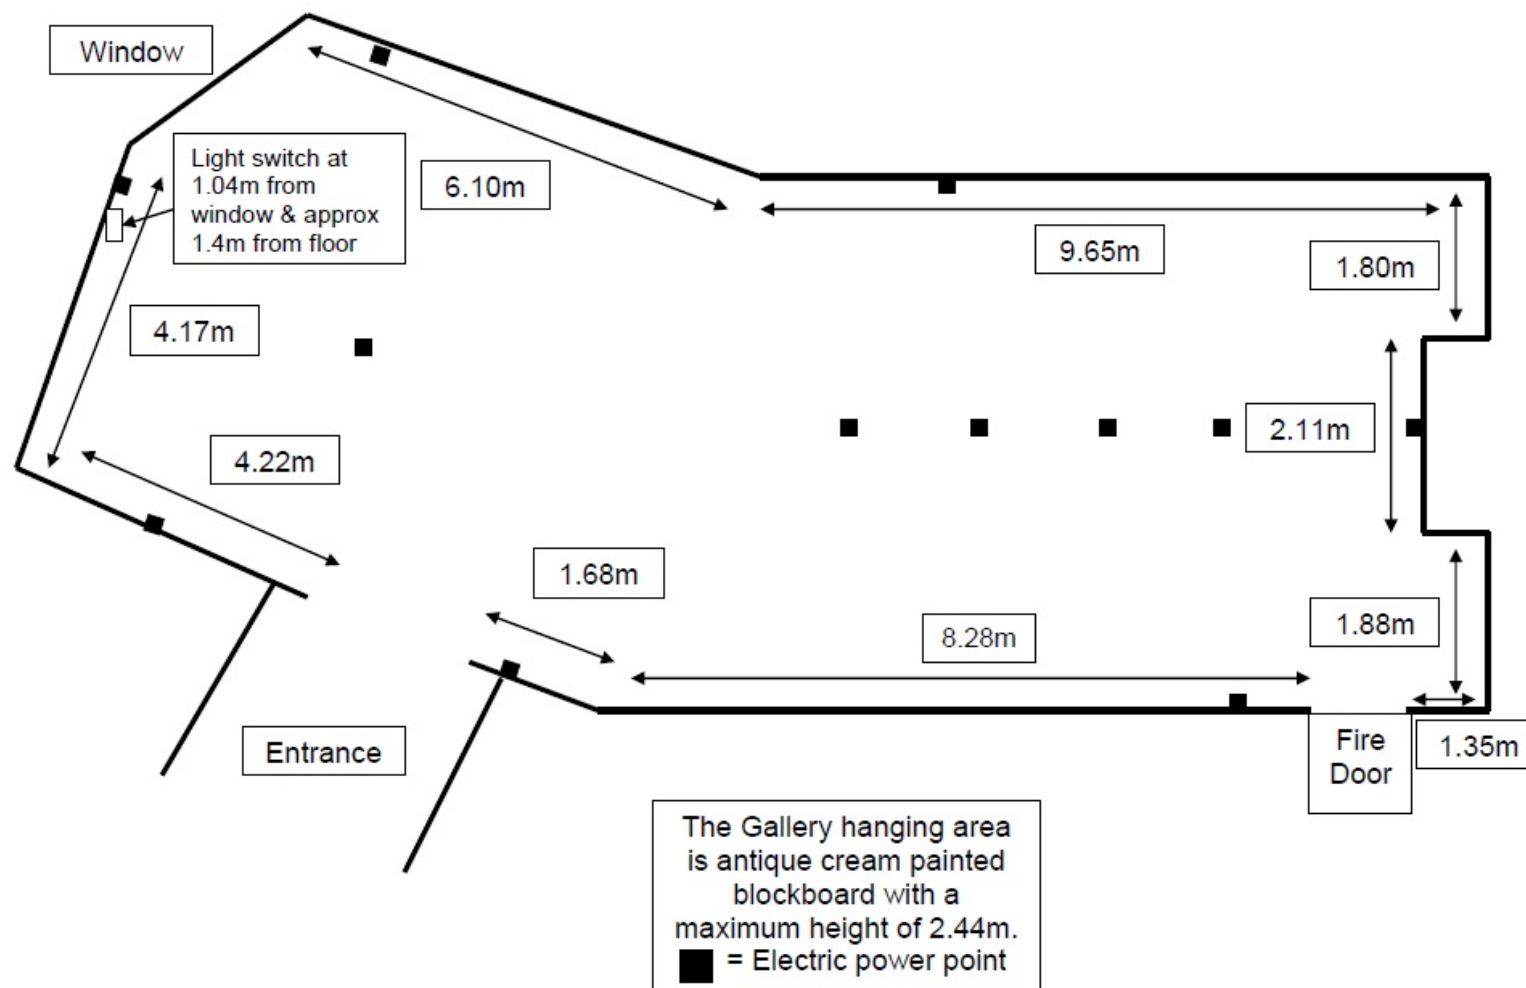 Window
Light switch at
1.04m from
window & approx
1.4m from floor
6.10m
9.65m
1.80m
4.17m
2.11m
4.22m
1.68m
8.28m
1.88m
Entrance
Fire
Door
1.35m
The Gallery hanging area
is antique cream painted
blockboard with a
maximum height of 2.44m.
= Electric power point